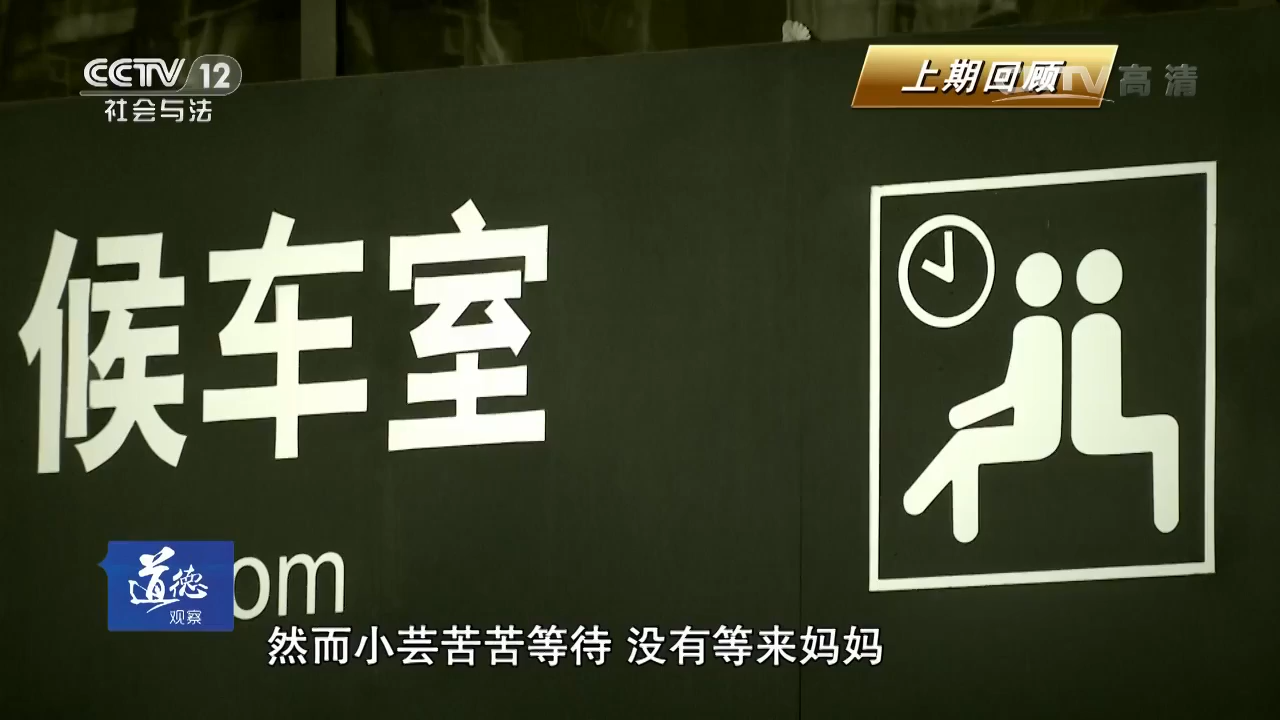 CCTV 12
社会与法
上期回顾
高清
候车室
om
道德
观察
然而小芸苦苦等待 没有等来妈妈